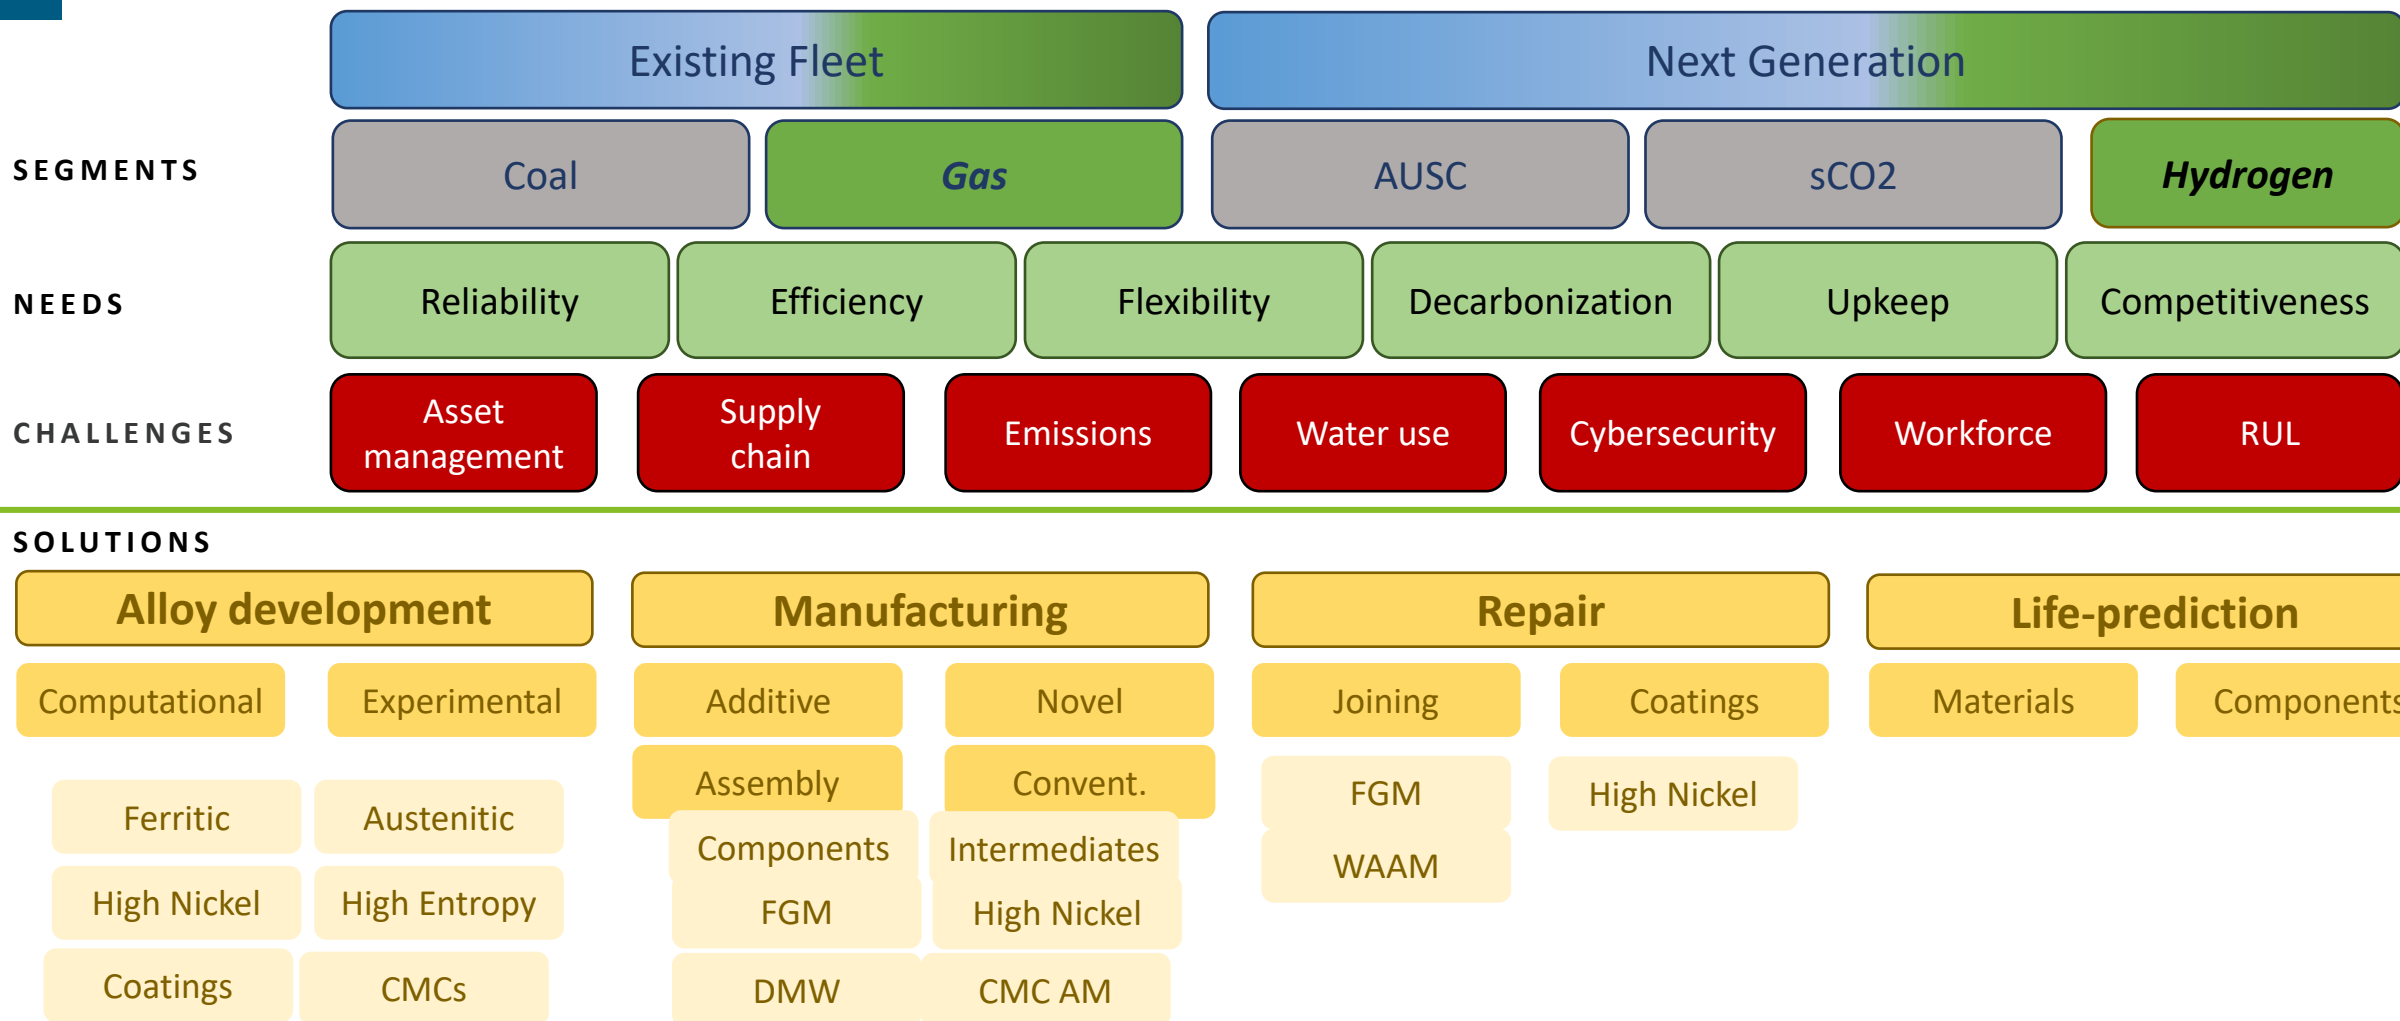 Existing Fleet
Next Generation
SEGMENTS
Coal
Gas
AUSC
sCO2
Hydrogen
NEEDS
Reliability
Efficiency
Flexibility
Decarbonization
Upkeep
Competitiveness
CHALLENGES
Asset
management
Supply
chain
Emissions
Water use
Cybersecurity
Workforce
RUL
SOLUTIONS
Alloy development
Manufacturing
Repair
Life-prediction
Computational
Experimental
Additive
Novel
Joining
Coatings
Materials
Components
Assembly
Convent.
Ferritic
Austenitic
Components
Intermediates
FGM
High Nickel
High Nickel
High Entropy
FGM
High Nickel
WAAM
Coatings
CMCs
DMW
CMC AM